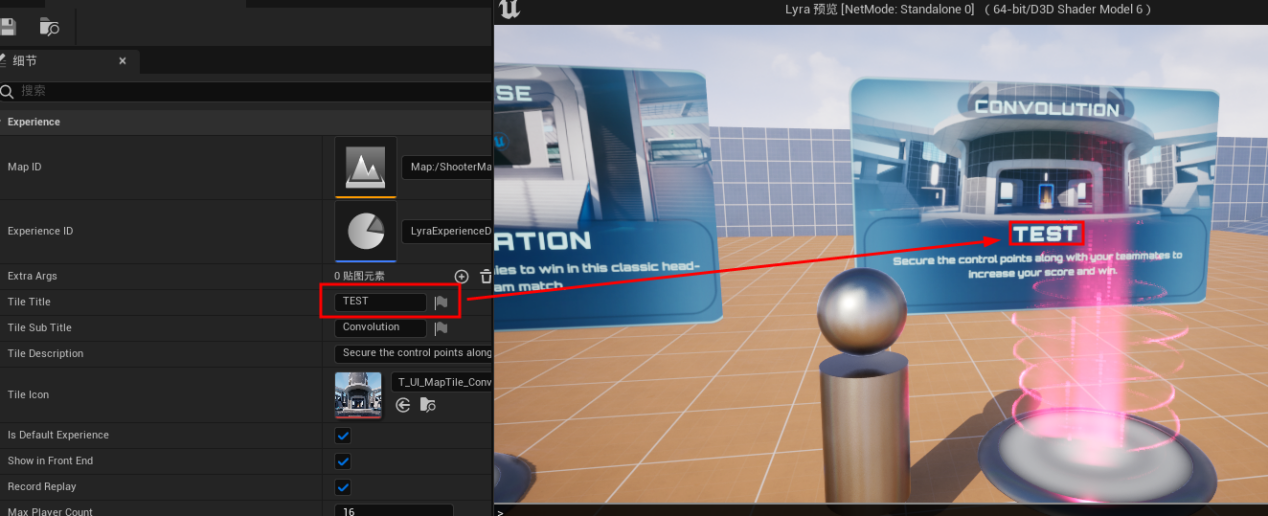 细节
搜索
Experience
Map ID
Map:/ShooterMa
Experience ID
LyraExperienceD
Extra Args
0 贴图元素
Tile Title
TEST
Tile Sub Title
Convolution
Tile Description
Secure the control points along
Tile Icon
T_UI_MapTile_Conv
Is Default Experience
Show in Front End
Record Replay
Max Player Count
16
Lyra 预览 [NetMode: Standalone 0] （64-bit/D3D Shader Model 6）
SE
ATION
ies to win in this classic head-
am match.
CONVOLUTION
TEST
Secure the control points along with your teammates to
increase your score and win.
>